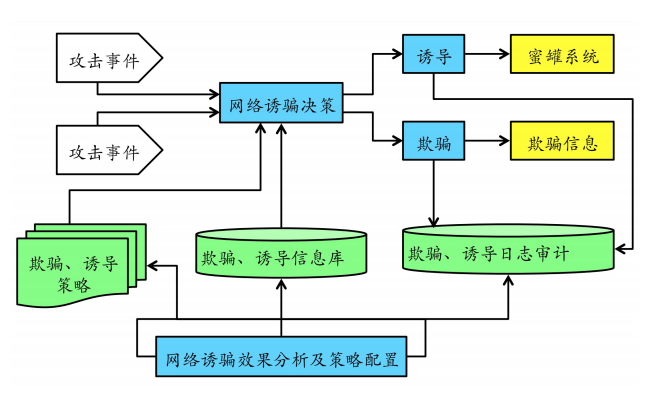 攻击事件
诱导
蜜罐系统
网络诱骗决策
攻击事件
欺骗
欺骗信息
欺骗、诱导
策略
欺骗、诱导信息库
欺骗、诱导日志审计
网络诱骗效果分析及策略配置